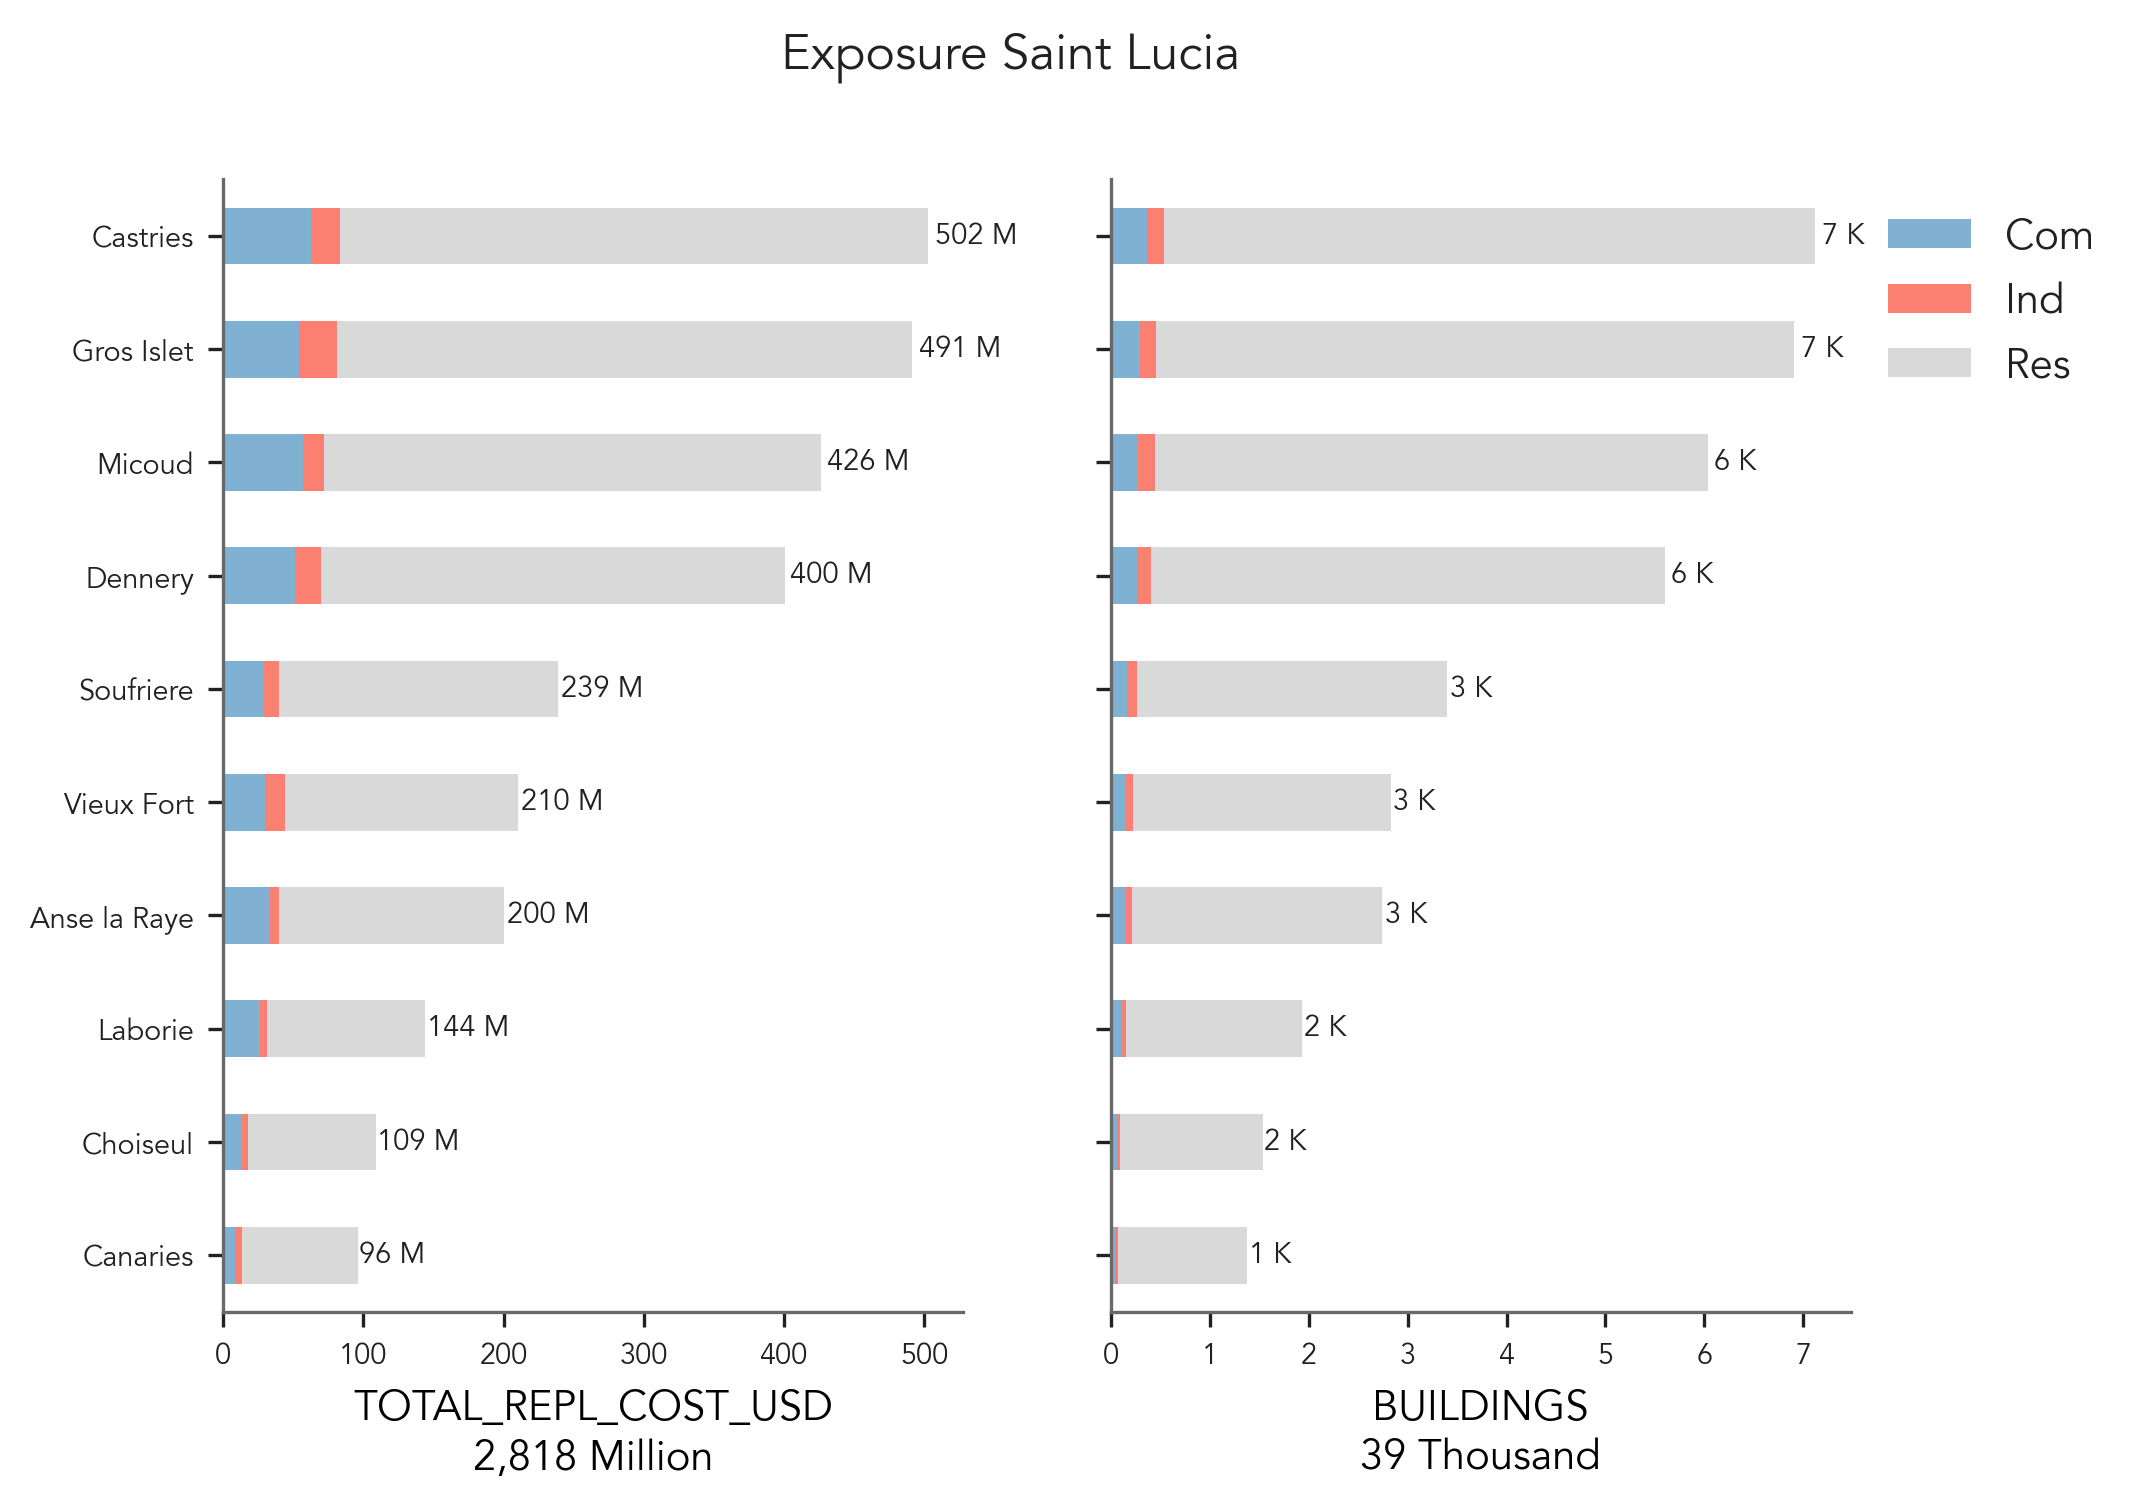 Exposure Saint Lucia
Castries
502 M
Gros Islet
491 M
Micoud
426 M
Dennery
400 M
Soufriere
239 M
Vieux Fort
210 M
Anse la Raye
200 M
Laborie
144 M
Choiseul
109 M
Canaries
96 M
0 100 200 300 400 500
TOTAL_REPL_COST_USD
2,818 Million
7 K
7 K
6 K
6 K
3 K
3 K
3 K
2 K
2 K
1 K
0 1 2 3 4 5 6 7
BUILDINGS
39 Thousand
Com
Ind
Res